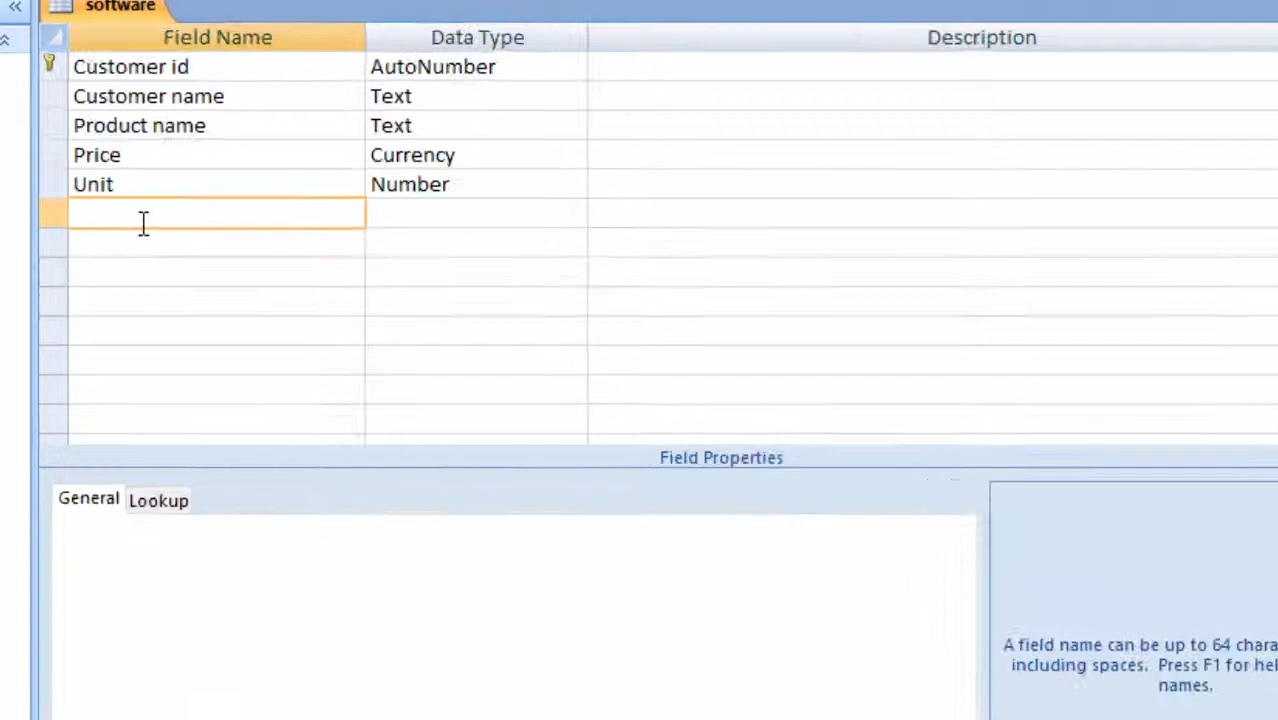 software
Field Name Data Type Description
Customer id AutoNumber
Customer name Text
Product name Text
Price Currency
Unit Number
Field Properties
General Lookup
A field name can be up to 64 chara
including spaces. Press F1 for hel
names.